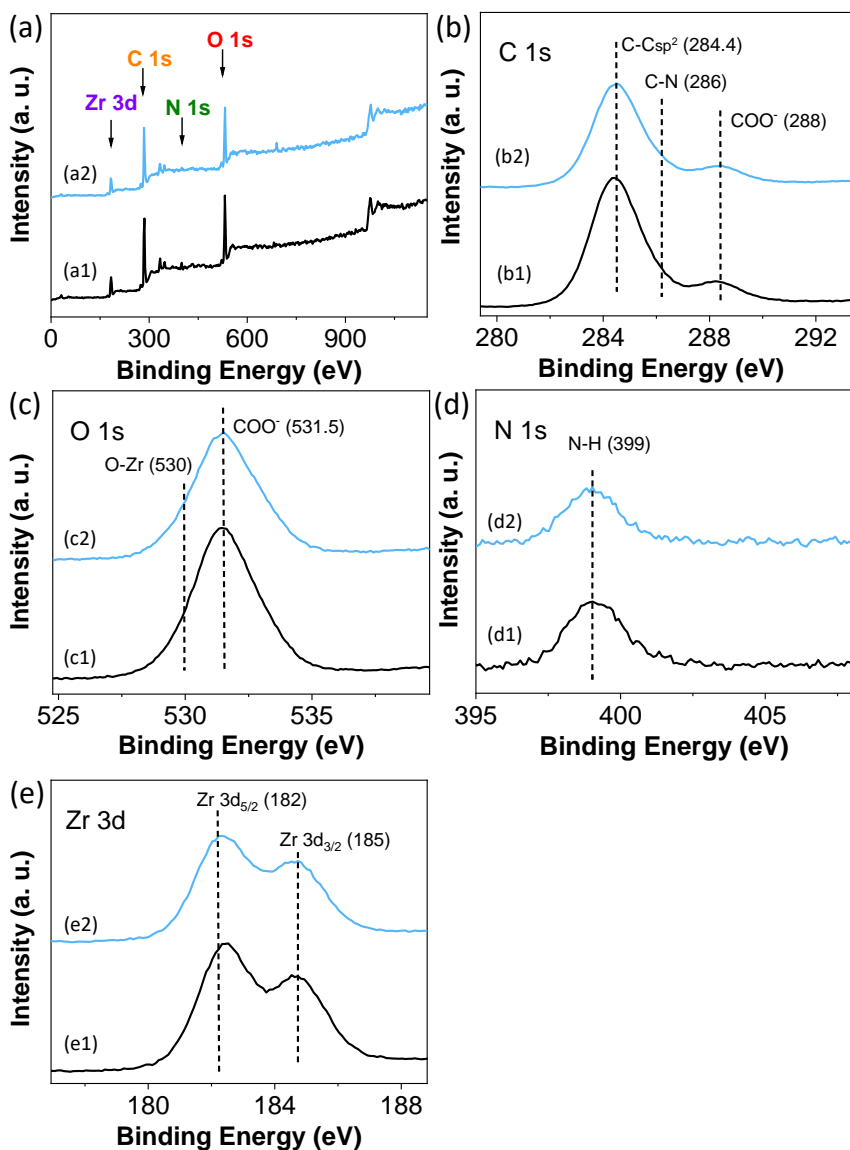 (a)
O 1s
C 1s
Zr 3d
N 1s
(a2)
(a1)
Intensity (a. u.)
0 300 600 900
Binding Energy (eV)
C 1s
C-Csp² (284.4)
C-N (286)
COO⁻ (288)
(b)
(b2)
(b1)
Intensity (a. u.)
280 284 288 292
Binding Energy (eV)
(c)
O 1s
COO⁻ (531.5)
O-Zr (530)
(c2)
(c1)
Intensity (a. u.)
525 530 535
Binding Energy (eV)
(d)
N 1s
N-H (399)
(d2)
(d1)
Intensity (a. u.)
395 400 405
Binding Energy (eV)
(e)
Zr 3d
Zr 3d₅/₂ (182)
Zr 3d₃/₂ (185)
(e2)
(e1)
Intensity (a. u.)
180 184 188
Binding Energy (eV)